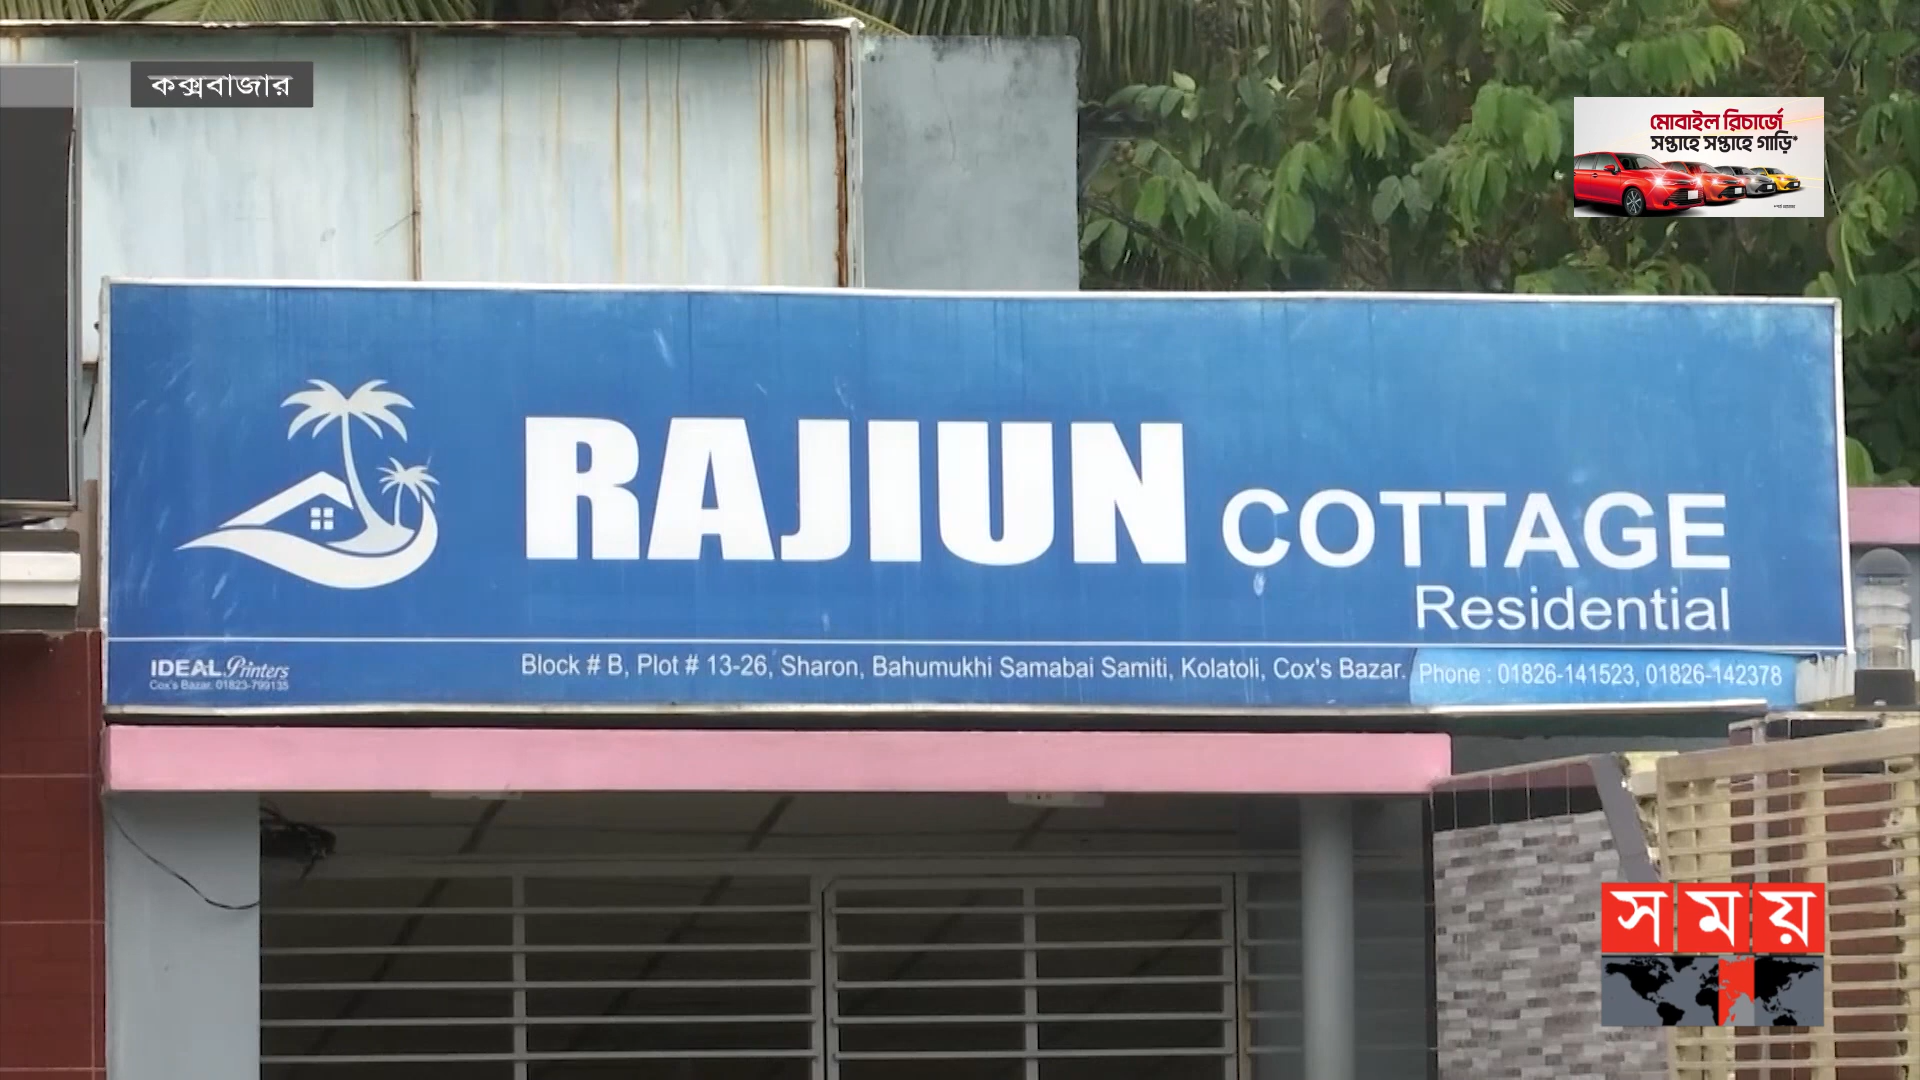 কক্সবাজার
মোবাইল রিচার্জে
সপ্তাহে সপ্তাহে গাড়ি*
RAJIUN COTTAGE
Residential
IDEAL Printers
Cox's Bazar. 01823-799135
Block # B, Plot # 13-26, Sharon, Bahumukhi Samabai Samiti, Kolatoli, Cox's Bazar. Phone : 01826-141523, 01826-142378
সময়